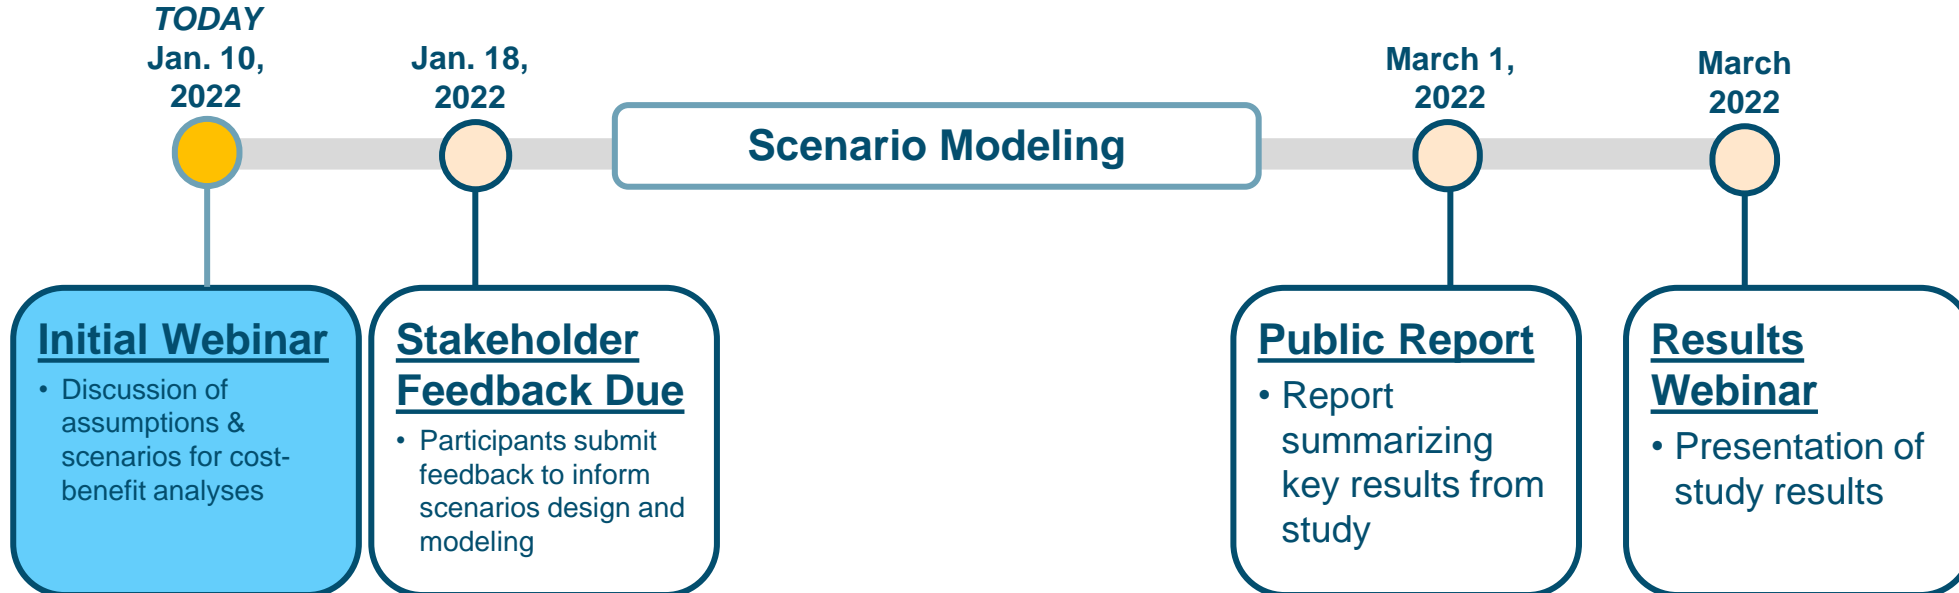 TODAY
Jan. 10,
2022
Jan. 18,
2022
Scenario Modeling
March 1,
2022
March
2022
Initial Webinar
• Discussion of
assumptions &
scenarios for cost-
benefit analyses
Stakeholder
Feedback Due
• Participants submit
feedback to inform
scenarios design and
modeling
Public Report
• Report
summarizing
key results from
study
Results
Webinar
• Presentation of
study results